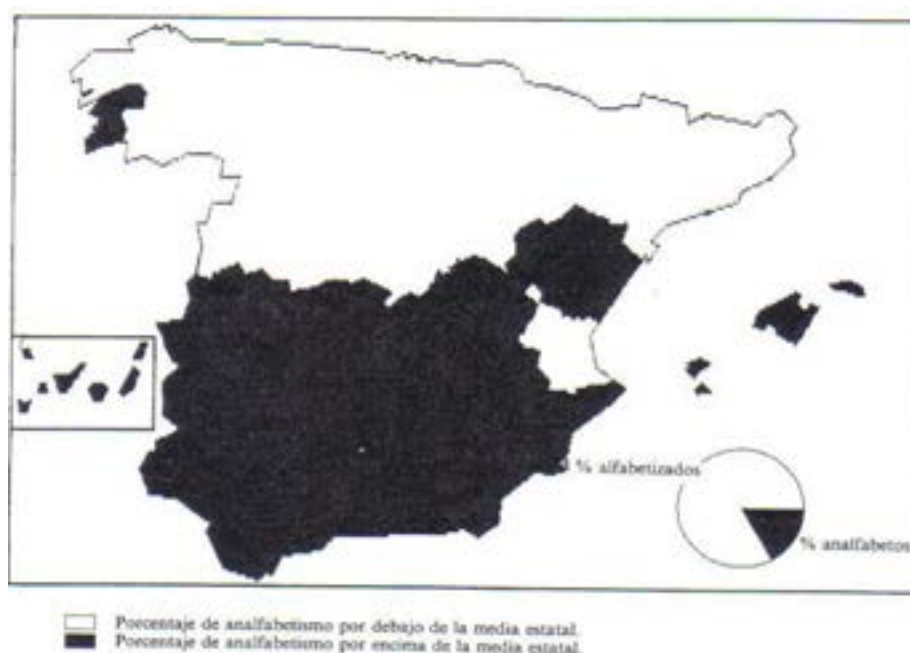 % alfabetizados
% analfabetos
Porcentaje de analfabetismo por debajo de la media estatal.
Porcentaje de analfabetismo por encima de la media estatal.